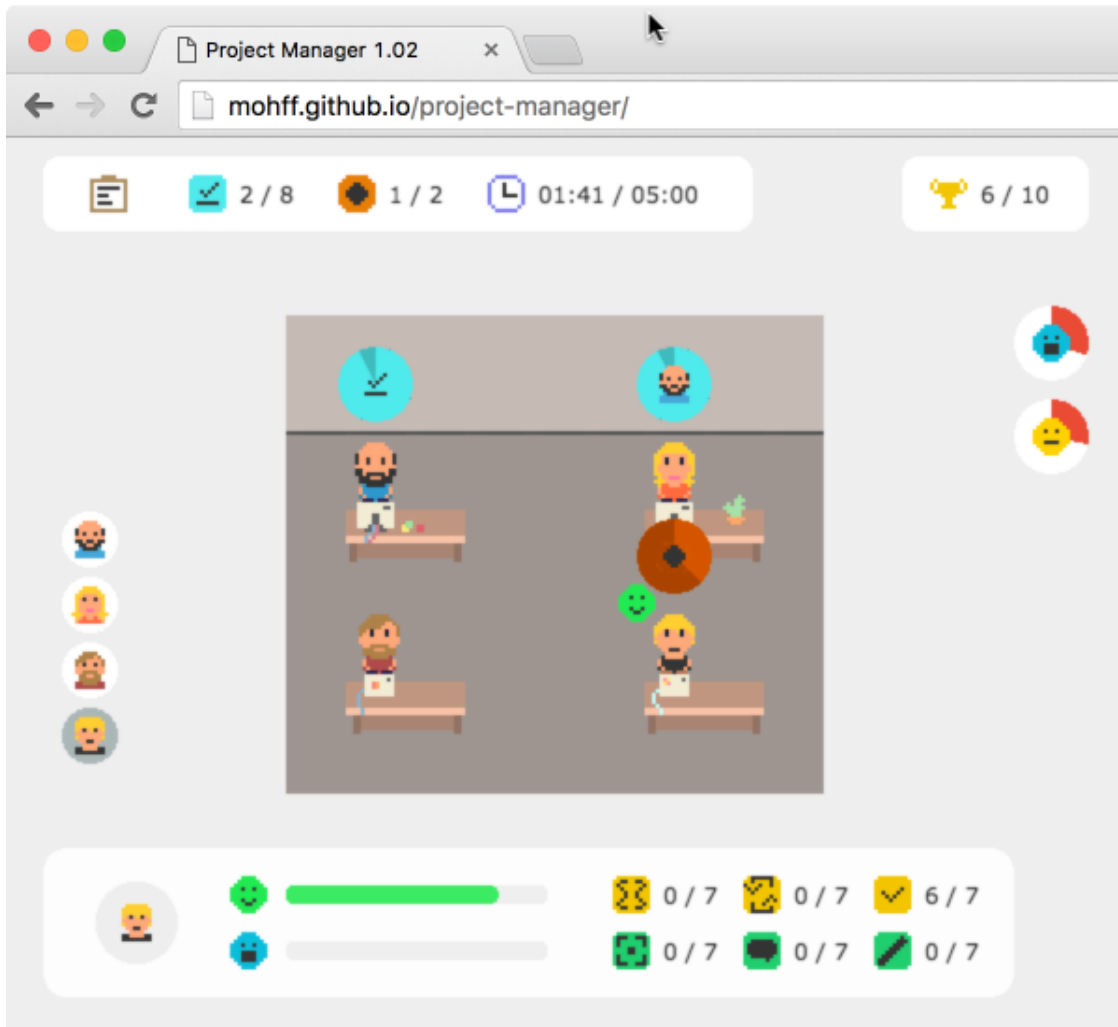 Project Manager 1.02
mohff.github.io/project-manager/
2 / 8 1 / 2 01:41 / 05:00 6 / 10
0 / 7 0 / 7 6 / 7
0 / 7 0 / 7 0 / 7